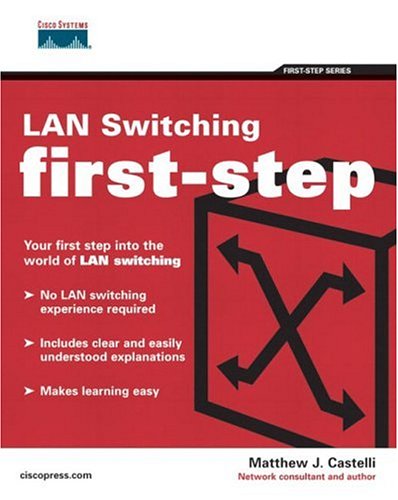 CISCO SYSTEMS
FIRST-STEP SERIES
LAN Switching
first-step
Your first step into the
world of LAN switching
➤ No LAN switching
experience required
➤ Includes clear and easily
understood explanations
➤ Makes learning easy
Matthew J. Castelli
ciscopress.com
Network consultant and author